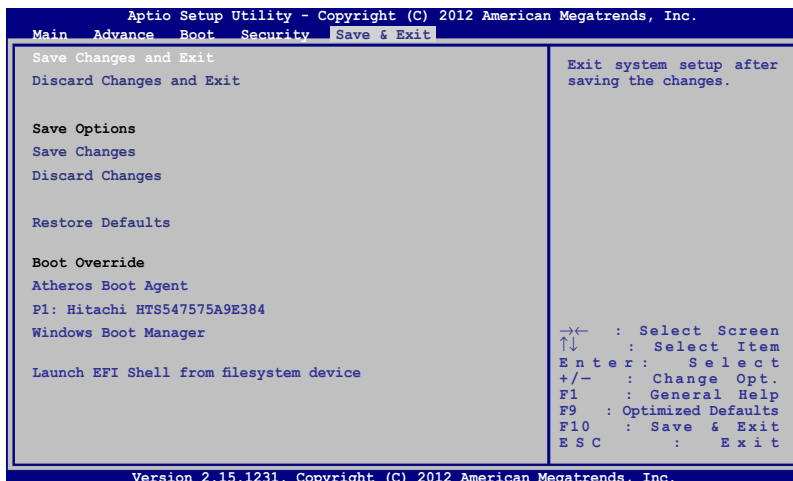 Aptio Setup Utility - Copyright (C) 2012 American Megatrends, Inc.
Main Advance Boot Security Save & Exit
Save Changes and Exit
Discard Changes and Exit
Save Options
Save Changes
Discard Changes
Restore Defaults
Boot Override
Atheros Boot Agent
P1: Hitachi HTS547575A9E384
Windows Boot Manager
Launch EFI Shell from filesystem device
Exit system setup after
saving the changes.
→← : Select Screen
↑↓ : Select Item
Enter: Select
+/— : Change Opt.
F1 : General Help
F9 : Optimized Defaults
F10 : Save & Exit
ESC : Exit
Version 2.15.1231. Copyright (C) 2012 American Megatrends, Inc.